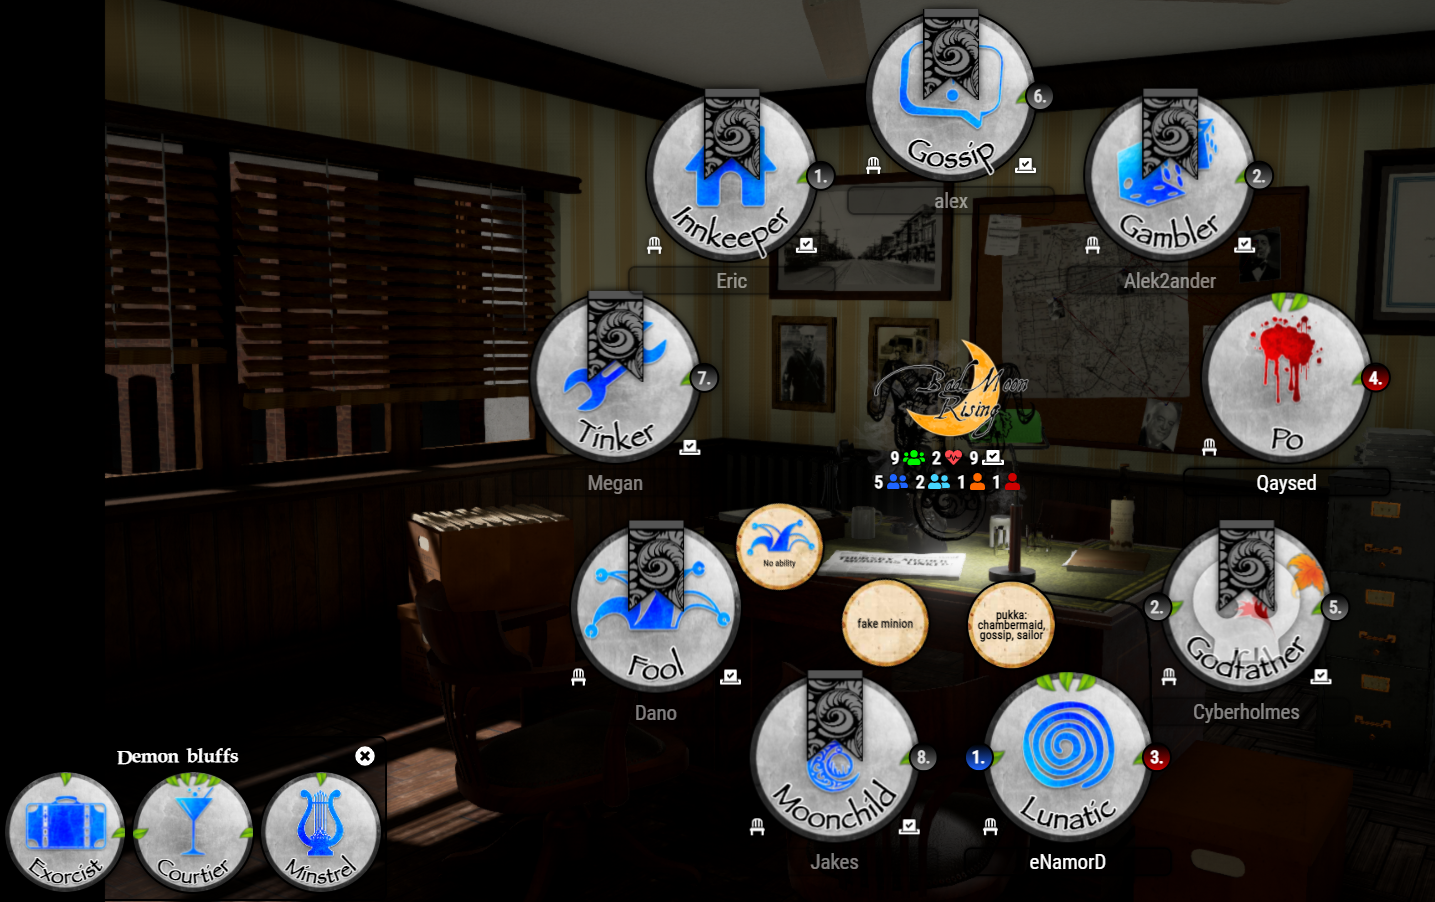 Gossip
6.
alex
Innkeeper
1.
Eric
Gambler
2.
Alek2ander
Tinker
7.
Megan
Bad Moon
Rising
9 2 9
5 2 1 1
Po
4.
Qaysed
Fool
Dano
No ability
fake minion
pukka:
chambermaid,
gossip, sailor
2.
Godfather
5.
Cyberholmes
Moonchild
8.
Jakes
1.
Lunatic
3.
eNamorD
Demon bluffs
Exorcist
Courtier
Minstrel